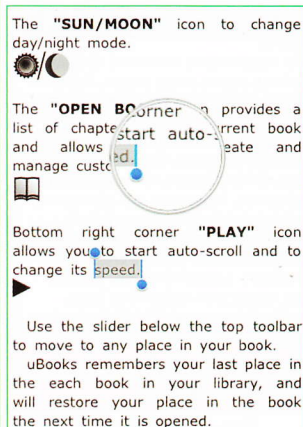 The "SUN/MOON" icon to change
day/night mode.
/
The "OPEN BO n provides a
list of chapte rrent book
and allows eate and
manage custo
corner
start auto-s
ed.
Bottom right corner "PLAY" icon
allows you to start auto-scroll and to
change its speed.
Use the slider below the top toolbar
to move to any place in your book.
uBooks remembers your last place in
the each book in your library, and
will restore your place in the book
the next time it is opened.